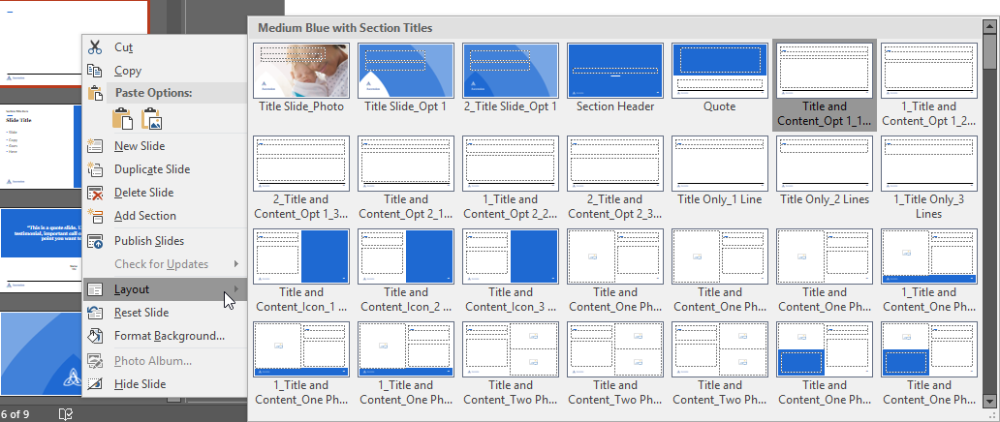 Medium Blue with Section Titles
Cut
Copy
Paste Options:
New Slide
Duplicate Slide
Delete Slide
Add Section
Publish Slides
Check for Updates
Layout
Reset Slide
Format Background...
Photo Album...
Hide Slide
Title Slide_Photo
Title Slide_Opt 1
2_Title Slide_Opt 1
Section Header
Quote
Title and
Content_Opt 1_1...
1_Title and
Content_Opt 1_2...
2_Title and
Content_Opt 1_3...
Title and
Content_Opt 2_1...
1_Title and
Content_Opt 2_2...
2_Title and
Content_Opt 2_3...
Title Only_1 Line
Title Only_2 Lines
1_Title Only_3
Lines
Title and
Content_Icon_1 ...
Title and
Content_Icon_2 ...
Title and
Content_Icon_3 ...
Title and
Content_One Ph...
Title and
Content_One Ph...
Title and
Content_One Ph...
1_Title and
Content_One Ph...
1_Title and
Content_One Ph...
1_Title and
Content_One Ph...
Title and
Content_Two Ph...
Title and
Content_Two Ph...
Title and
Content_Two Ph...
Title and
Content_One Ph...
Title and
Content_One Ph...
Slide Title
"This is a quote slide. U
testimonial, important call o
point you want to
6 of 9